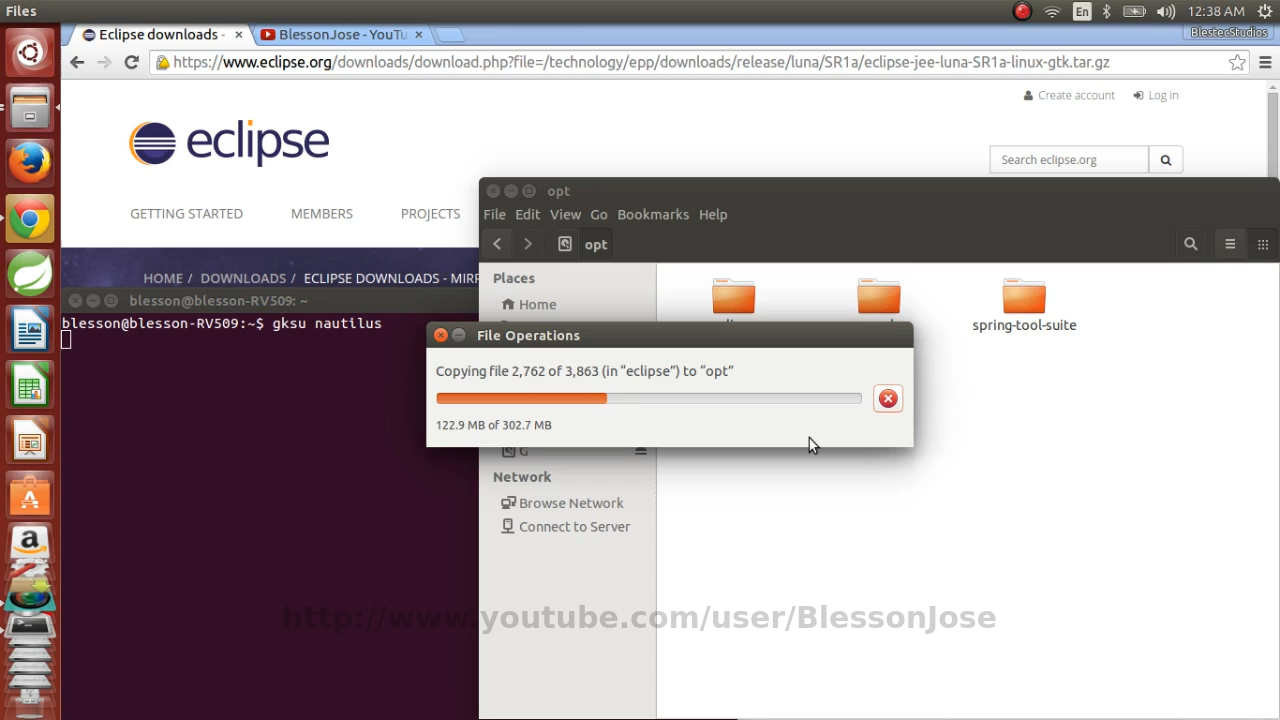 Files
En
12:38 AM
Eclipse downloads -
BlessonJose - YouTu
BlesterStudios
https://www.eclipse.org/downloads/download.php?file=/technology/epp/downloads/release/luna/SR1a/eclipse-jee-luna-SR1a-linux-gtk.tar.gz
Create account
Log in
eclipse
Search eclipse.org
GETTING STARTED
MEMBERS
PROJECTS
HOME / DOWNLOADS / ECLIPSE DOWNLOADS - MIRR
opt
File Edit View Go Bookmarks Help
opt
Places
Home
spring-tool-suite
blesson@blesson-RV509: ~
blesson@blesson-RV509:~$ gksu nautilus
File Operations
Copying file 2,762 of 3,863 (in “eclipse”) to “opt”
122.9 MB of 302.7 MB
G
Network
Browse Network
Connect to Server
http://www.youtube.com/user/BlessonJose